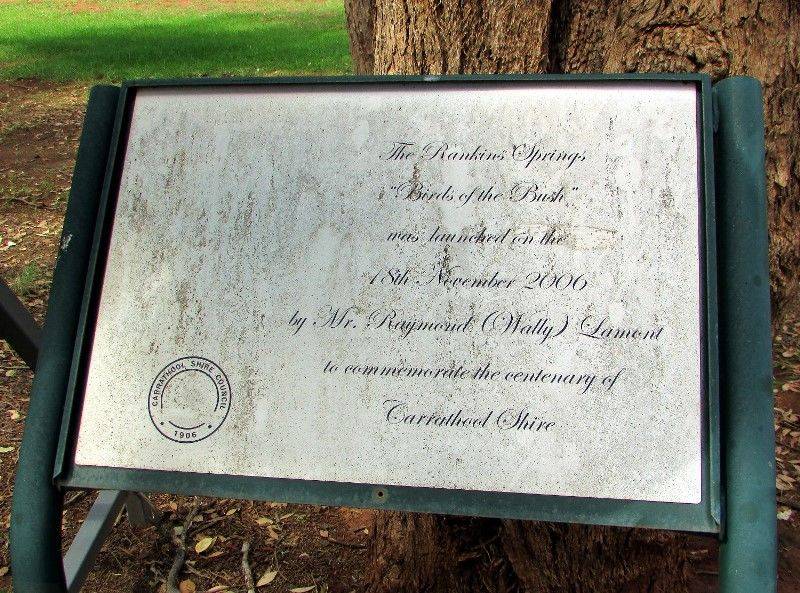 The Rankins Springs
"Birds of the Bush"
was launched on the
18th November 2006
by Mr. Raymond (Wally) Lamont
to commemorate the centenary of
Carrathool Shire
CARRATHOOL SHIRE COUNCIL
• 1906 •